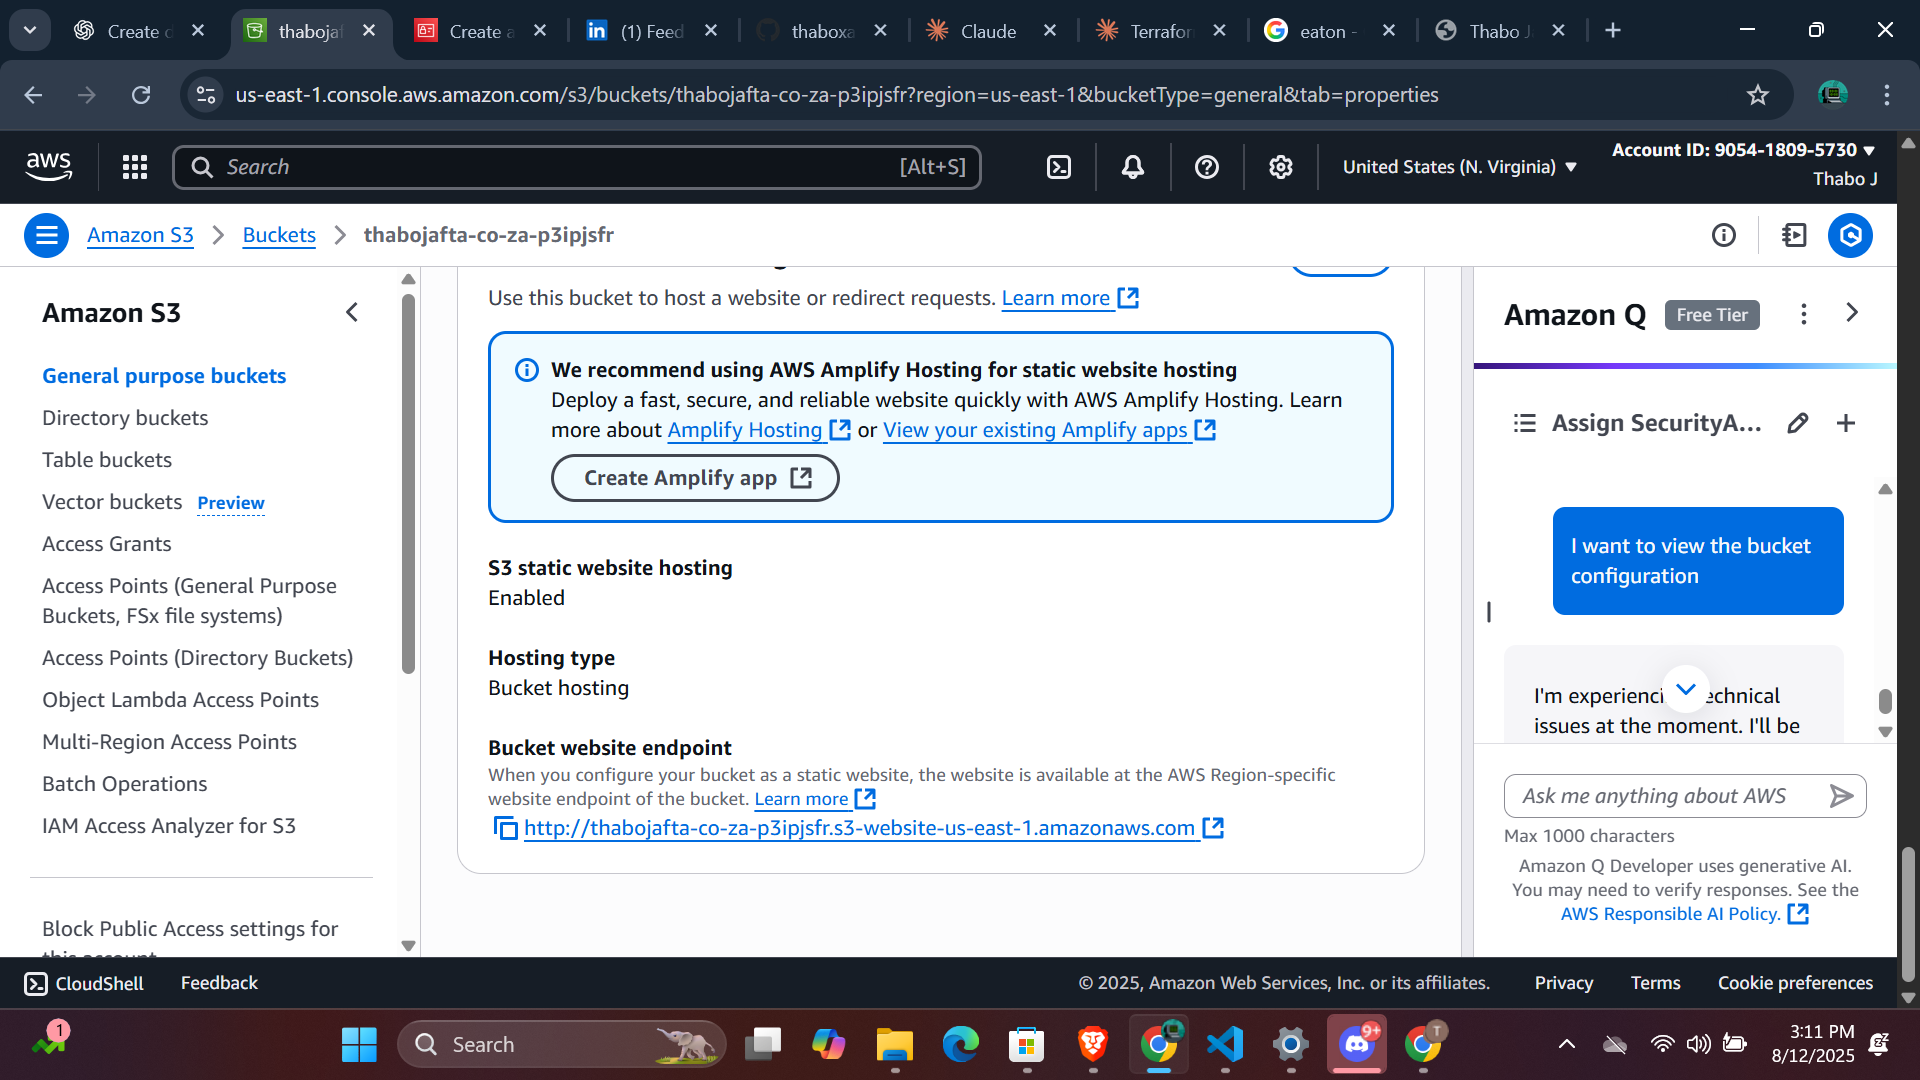 Create d
thabojaf
Create a
(1) Feed
thaboxa
Claude
Terrafor
eaton -
Thabo J
us-east-1.console.aws.amazon.com/s3/buckets/thabojafta-co-za-p3ipjsfr?region=us-east-1&bucketType=general&tab=properties
aws
Search
[Alt+S]
United States (N. Virginia)
Account ID: 9054-1809-5730
Thabo J
Amazon S3
Buckets
thabojafta-co-za-p3ipjsfr
Amazon S3
General purpose buckets
Directory buckets
Table buckets
Vector buckets Preview
Access Grants
Access Points (General Purpose
Buckets, FSx file systems)
Access Points (Directory Buckets)
Object Lambda Access Points
Multi-Region Access Points
Batch Operations
IAM Access Analyzer for S3
Block Public Access settings for
this account
Use this bucket to host a website or redirect requests. Learn more
We recommend using AWS Amplify Hosting for static website hosting
Deploy a fast, secure, and reliable website quickly with AWS Amplify Hosting. Learn
more about Amplify Hosting or View your existing Amplify apps
Create Amplify app
S3 static website hosting
Enabled
Hosting type
Bucket hosting
Bucket website endpoint
When you configure your bucket as a static website, the website is available at the AWS Region-specific
website endpoint of the bucket. Learn more
http://thabojafta-co-za-p3ipjsfr.s3-website-us-east-1.amazonaws.com
Amazon Q Free Tier
Assign SecurityA...
I want to view the bucket
configuration
I'm experienci echnical
issues at the moment. I'll be
Ask me anything about AWS
Max 1000 characters
Amazon Q Developer uses generative AI.
You may need to verify responses. See the
AWS Responsible AI Policy.
CloudShell
Feedback
© 2025, Amazon Web Services, Inc. or its affiliates.
Privacy
Terms
Cookie preferences
1
Search
9+
T
3:11 PM
8/12/2025